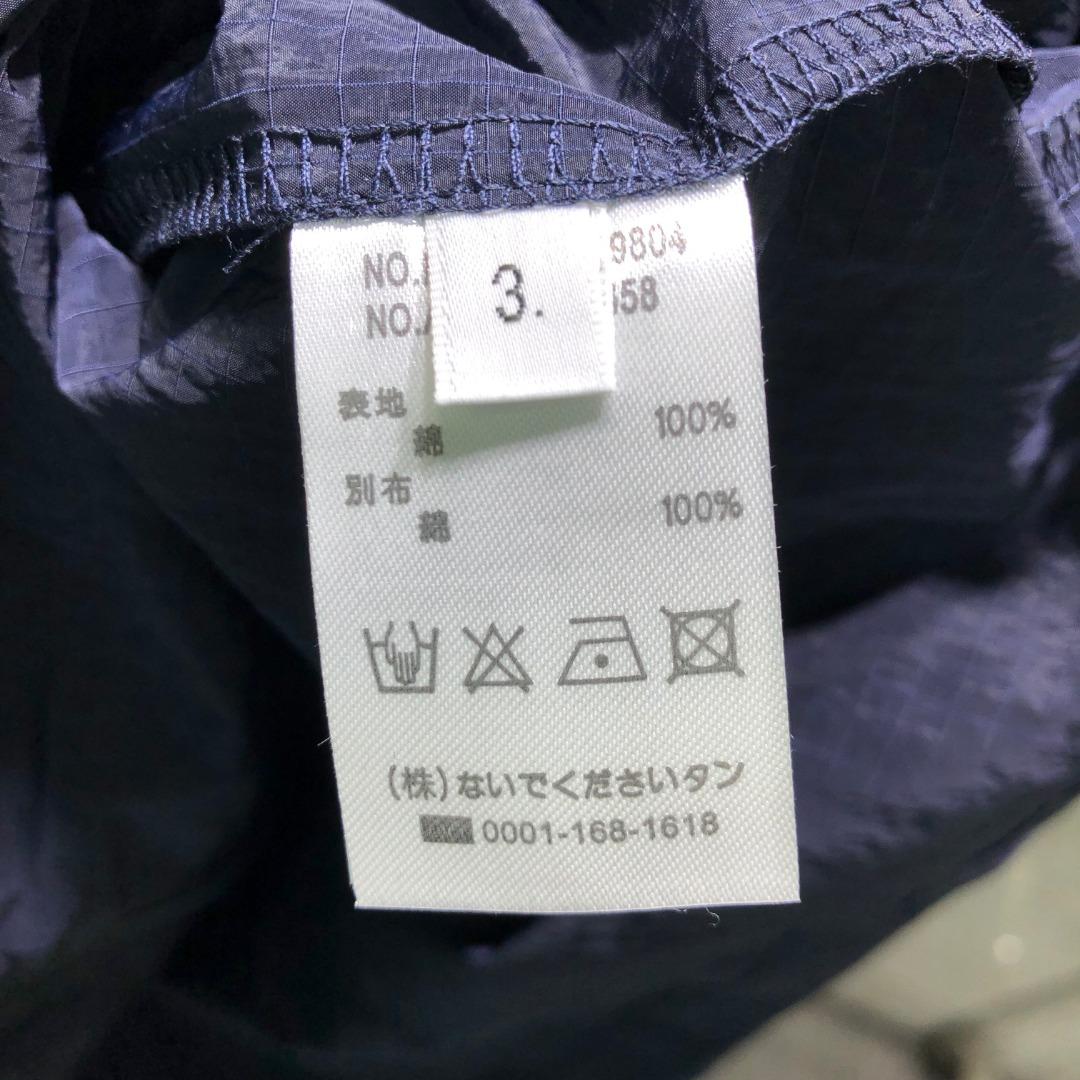 NO.
9804
NO.
3.
358
表地
綿 100%
別布
綿 100%
(株)ないでくださいタン
0001-168-1618